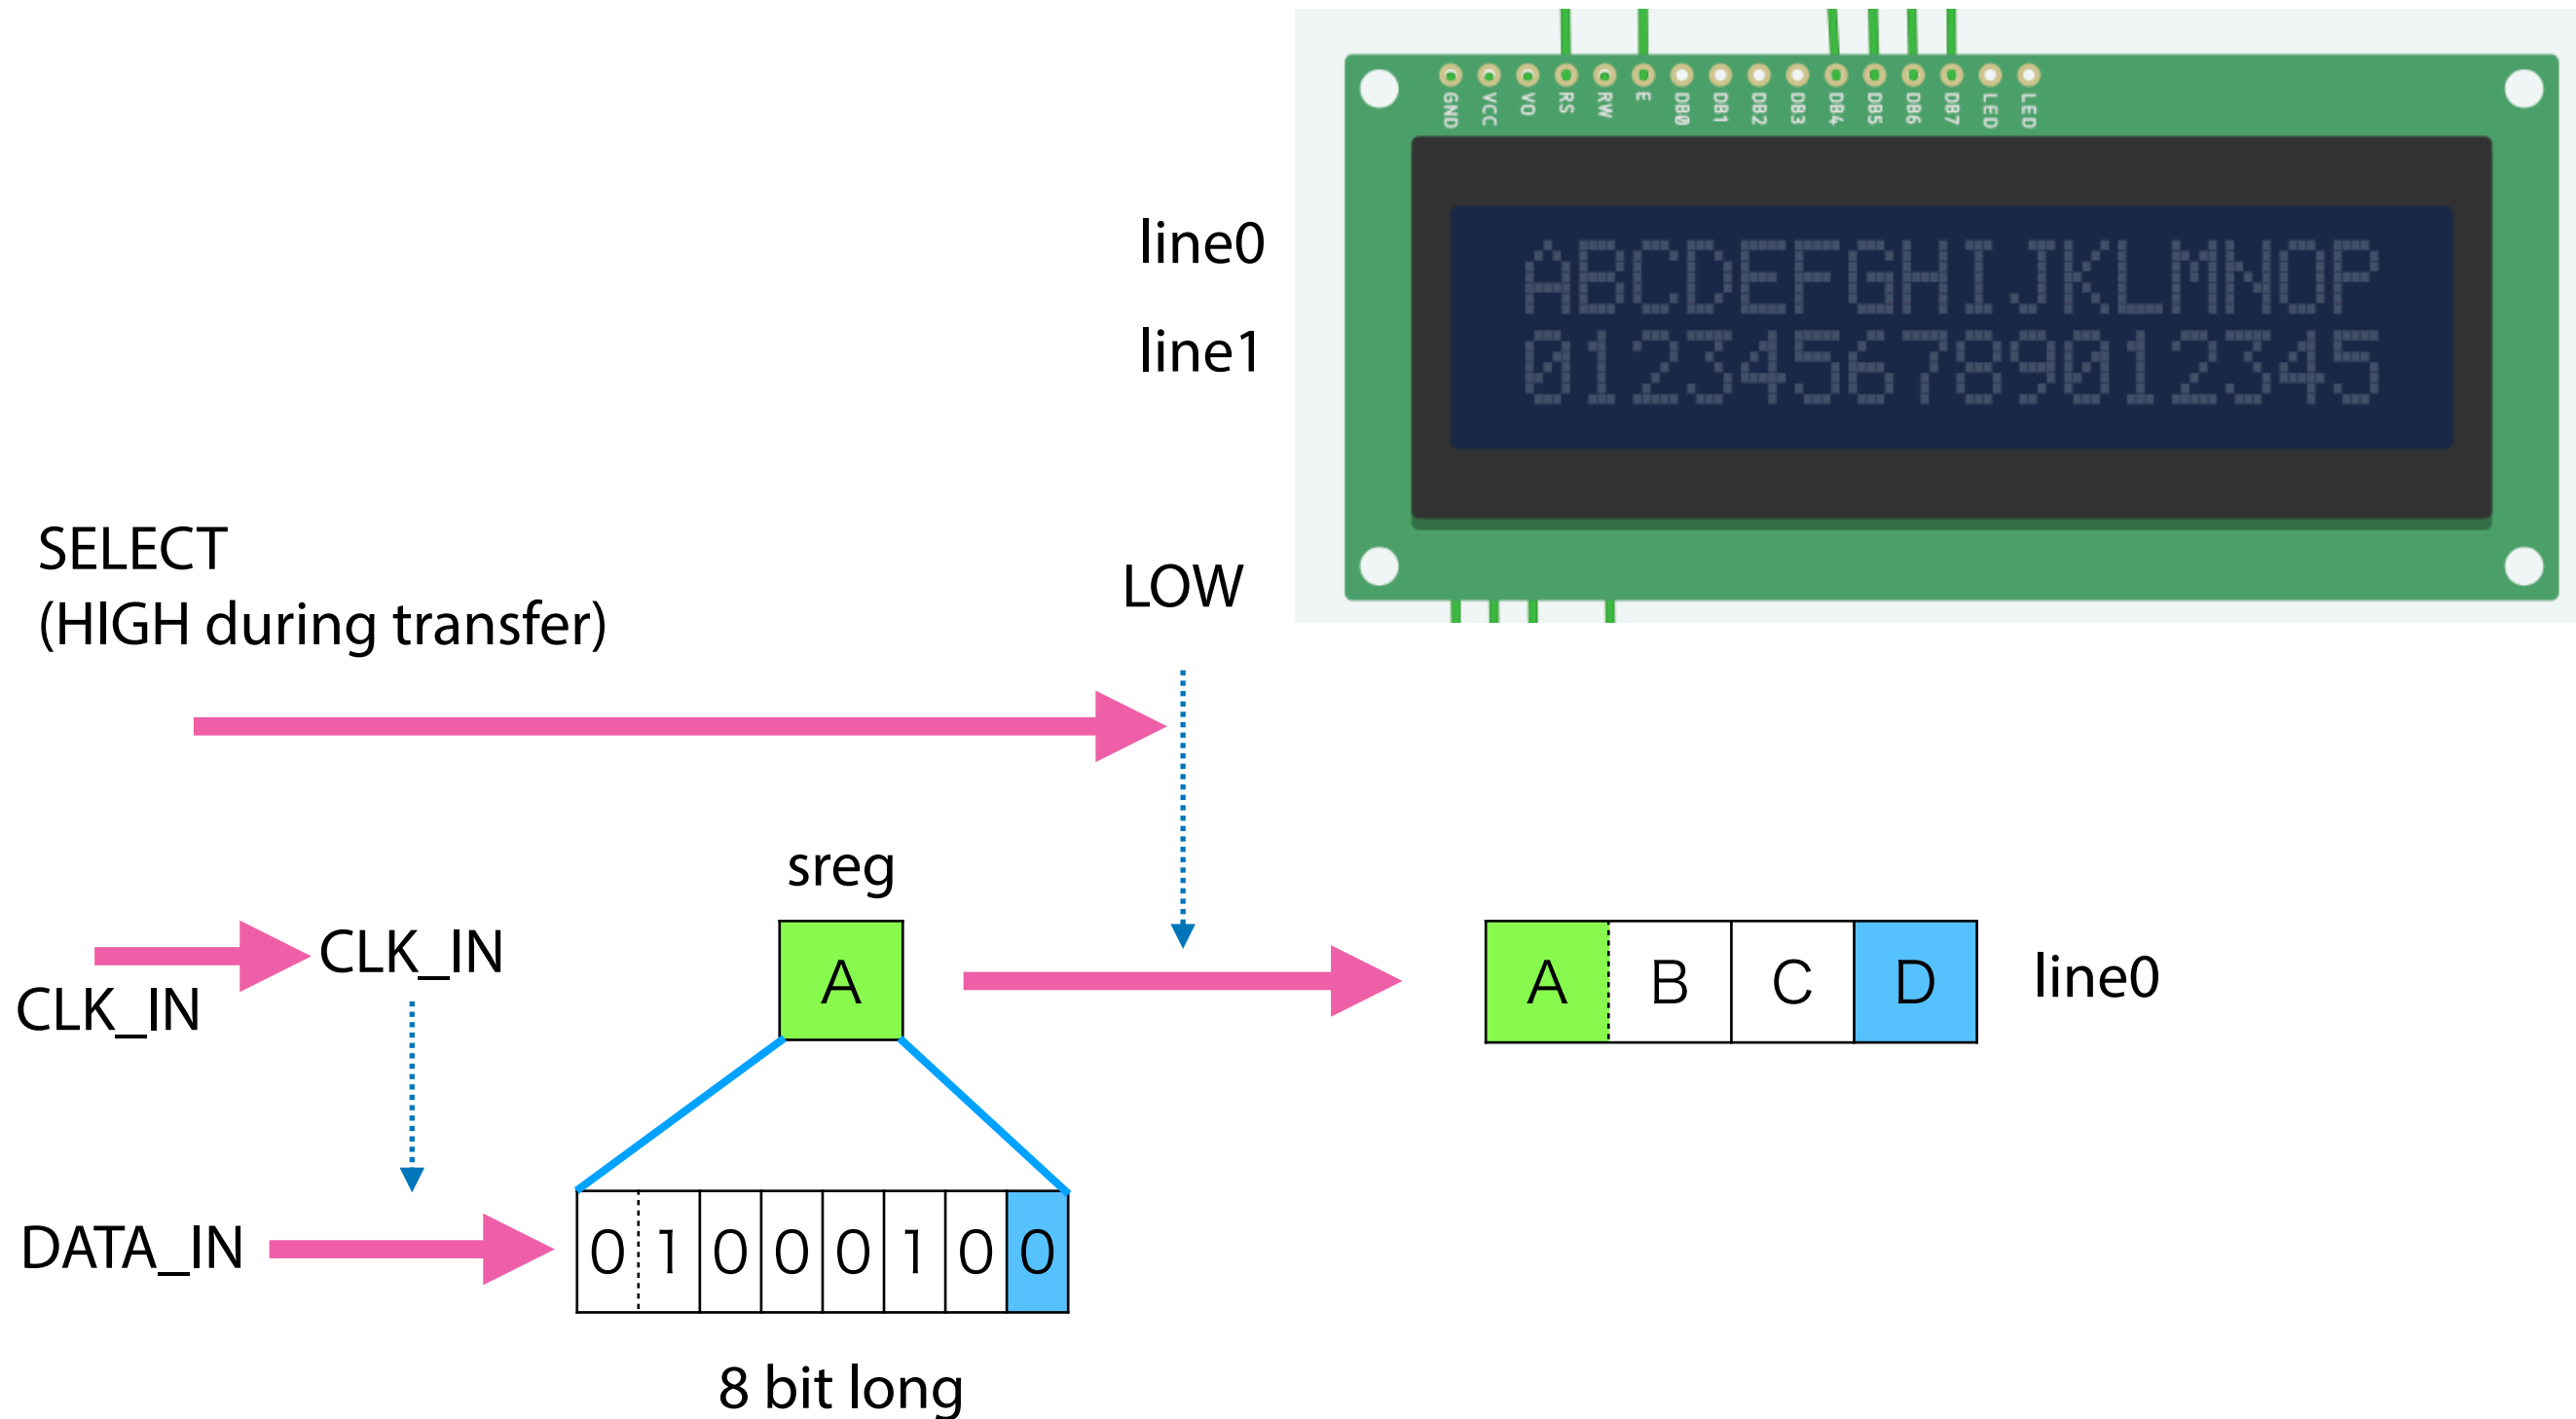 GND VCC VO RS RW E DB0 DB1 DB2 DB3 DB4 DB5 DB6 DB7 LED LED
line0
ABCDEFGHIJKLMNOP
line1
0123456789012345
SELECT
(HIGH during transfer)
LOW
sreg
CLK_IN
CLK_IN
A
A B C D
line0
DATA_IN
0 1 0 0 0 1 0 0
8 bit long